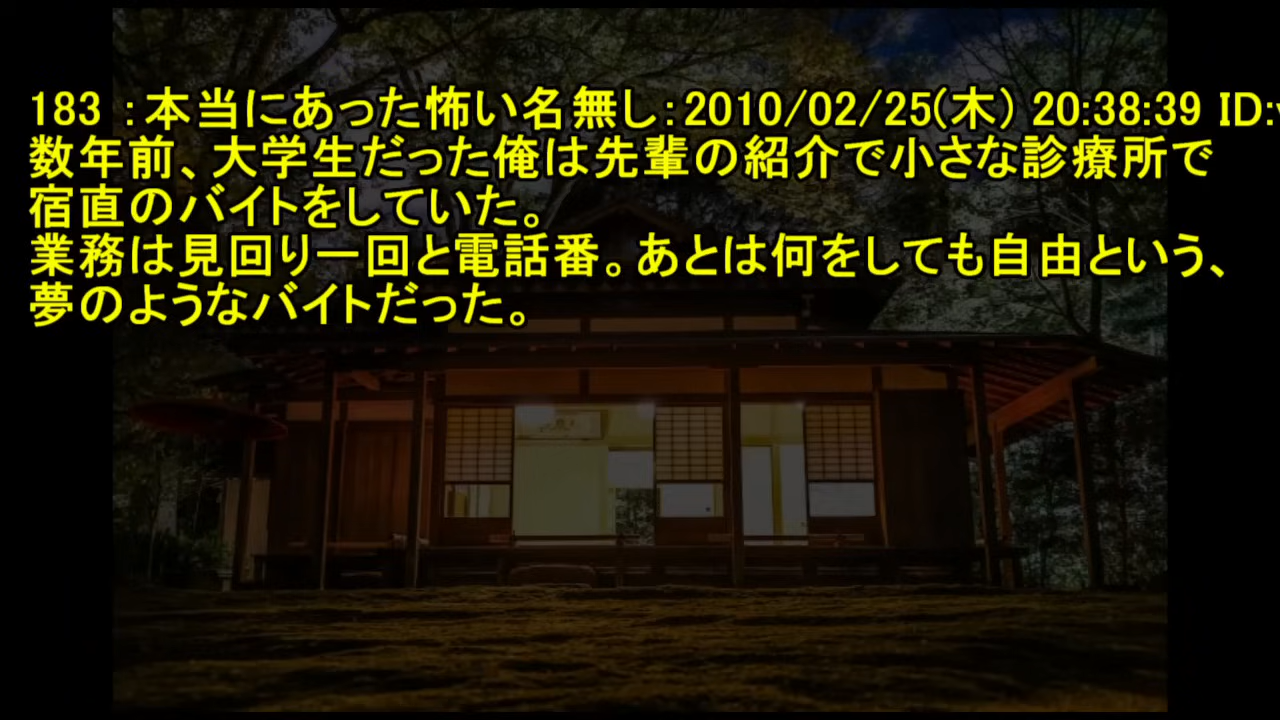 183 ：本当にあった怖い名無し：2010/02/25(木) 20:38:39 ID:
数年前、大学生だった俺は先輩の紹介で小さな診療所で
宿直のバイトをしていた。
業務は見回り一回と電話番。あとは何をしても自由という、
夢のようなバイトだった。